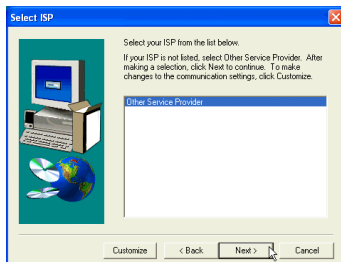 Select ISP
Select your ISP from the list below.
If your ISP is not listed, select Other Service Provider. After
making a selection, click Next to continue. To make
changes to the communication settings, click Customize.
Other Service Provider
Customize
< Back
Next >
Cancel